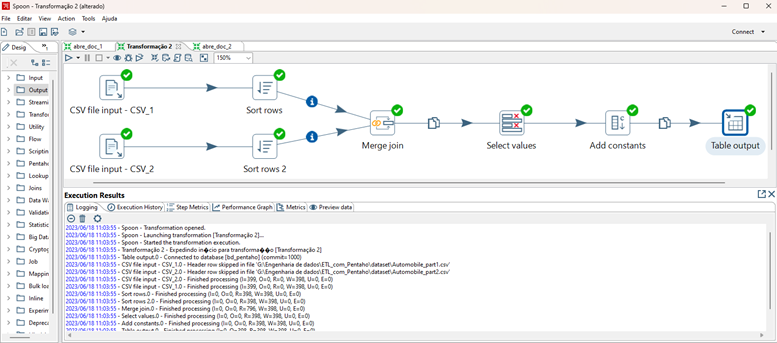 Spoon - Transformação 2 (alterado)
File Edit View Action Tools Ajuda
Connect
Desig
abre_doc_1 Transformação 2 abre_doc_2
150%
Input
Output
Streami
Transfor
Utility
Flow
Scriptin
Pentaho
Lookup
Joins
Data Wa
Validatio
Statistic
Big Data
Cryptog
Job
Mappin
Bulk loa
Inline
Experim
Depreca
CSV file input - CSV_1
Sort rows
CSV file input - CSV_2
Sort rows 2
Merge join
Select values
Add constants
Table output
Execution Results
Logging Execution History Step Metrics Performance Graph Metrics Preview data
2023/06/18 11:03:55 - Spoon - Transformation opened.
2023/06/18 11:03:55 - Spoon - Launching transformation [Transformação 2]...
2023/06/18 11:03:55 - Spoon - Started the transformation execution.
2023/06/18 11:03:55 - Transformação 2 - Expedindo in�cio para transforma��o [Transformação 2]
2023/06/18 11:03:55 - Table output.0 - Connected to database [bd_pentaho] (commit=1000)
2023/06/18 11:03:55 - CSV file input - CSV_1.0 - Header row skipped in file 'G:\Engenharia de dados\ETL_com_Pentaho\dataset\Automobile_part1.csv'
2023/06/18 11:03:55 - CSV file input - CSV_2.0 - Header row skipped in file 'G:\Engenharia de dados\ETL_com_Pentaho\dataset\Automobile_part2.csv'
2023/06/18 11:03:55 - CSV file input - CSV_2.0 - Finished processing (I=399, O=0, R=0, W=398, U=0, E=0)
2023/06/18 11:03:55 - CSV file input - CSV_1.0 - Finished processing (I=399, O=0, R=0, W=398, U=0, E=0)
2023/06/18 11:03:55 - Sort rows.0 - Finished processing (I=0, O=0, R=398, W=398, U=0, E=0)
2023/06/18 11:03:55 - Sort rows 2.0 - Finished processing (I=0, O=0, R=398, W=398, U=0, E=0)
2023/06/18 11:03:55 - Merge join.0 - Finished processing (I=0, O=0, R=796, W=398, U=0, E=0)
2023/06/18 11:03:55 - Select values.0 - Finished processing (I=0, O=0, R=398, W=398, U=0, E=0)
2023/06/18 11:03:55 - Add constants.0 - Finished processing (I=0, O=0, R=398, W=398, U=0, E=0)